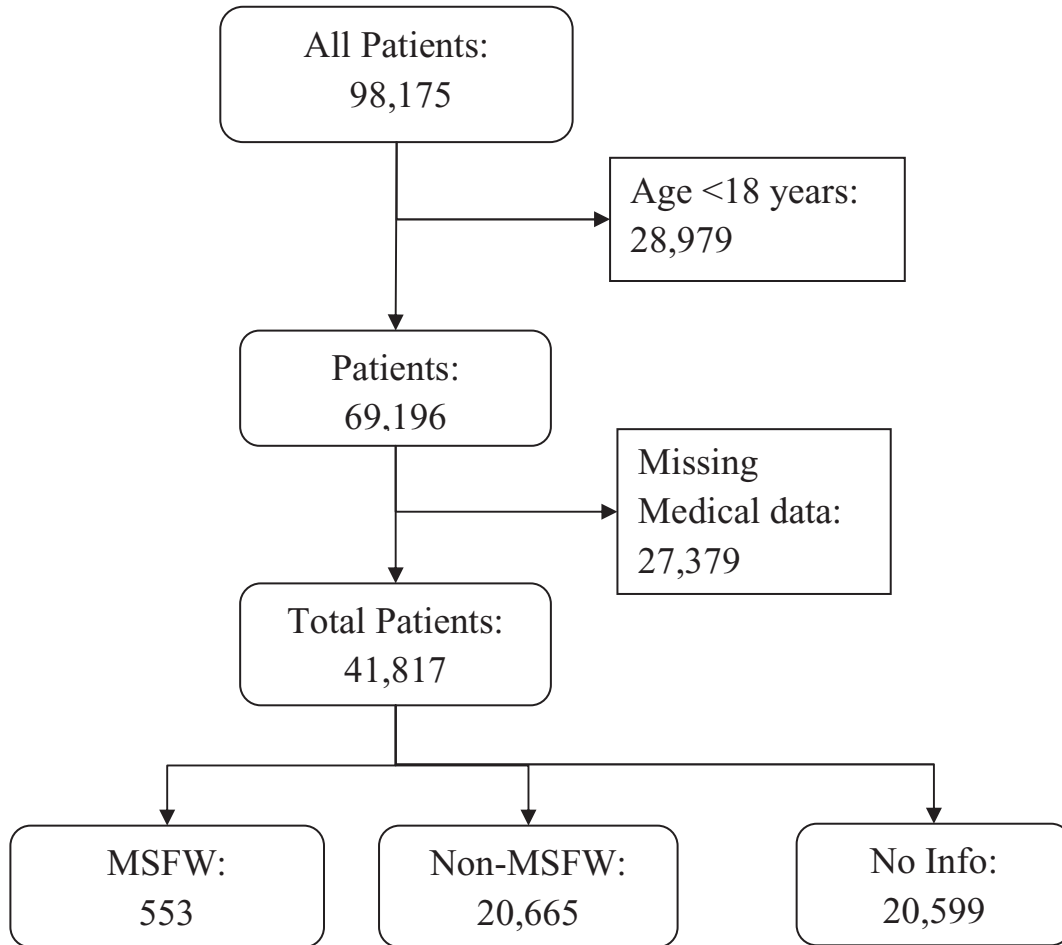 All Patients:
98,175
Age <18 years:
28,979
Patients:
69,196
Missing
Medical data:
27,379
Total Patients:
41,817
MSFW:
553
Non-MSFW:
20,665
No Info:
20,599